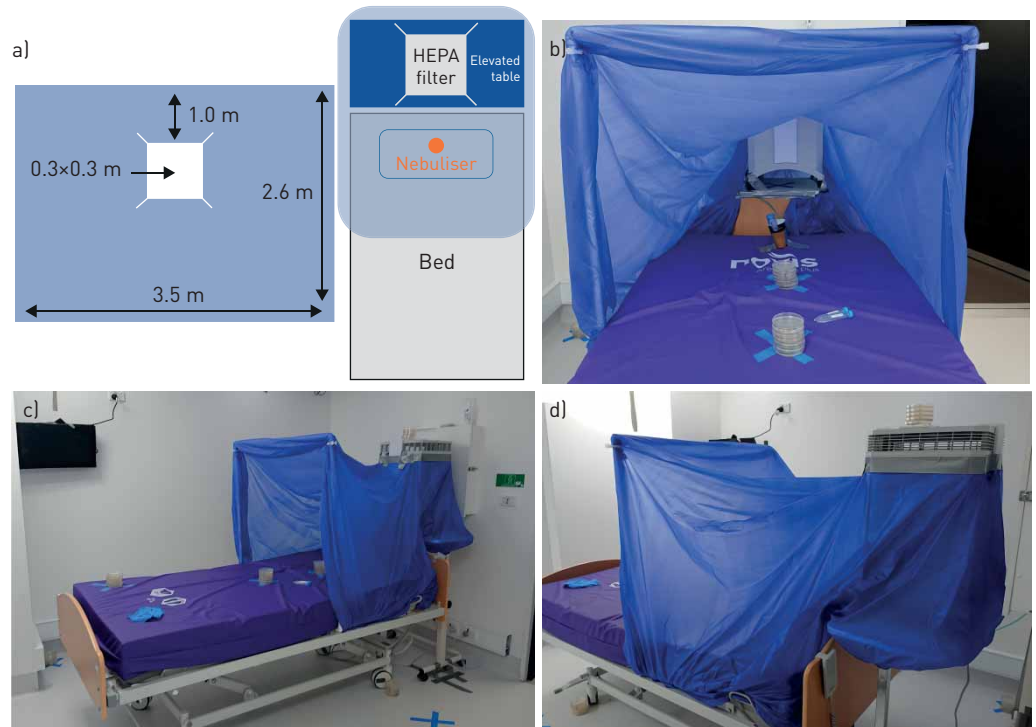 a)
1.0 m
0.3×0.3 m
2.6 m
3.5 m
HEPA
filter
Elevated
table
Nebuliser
Bed
b)
c)
d)